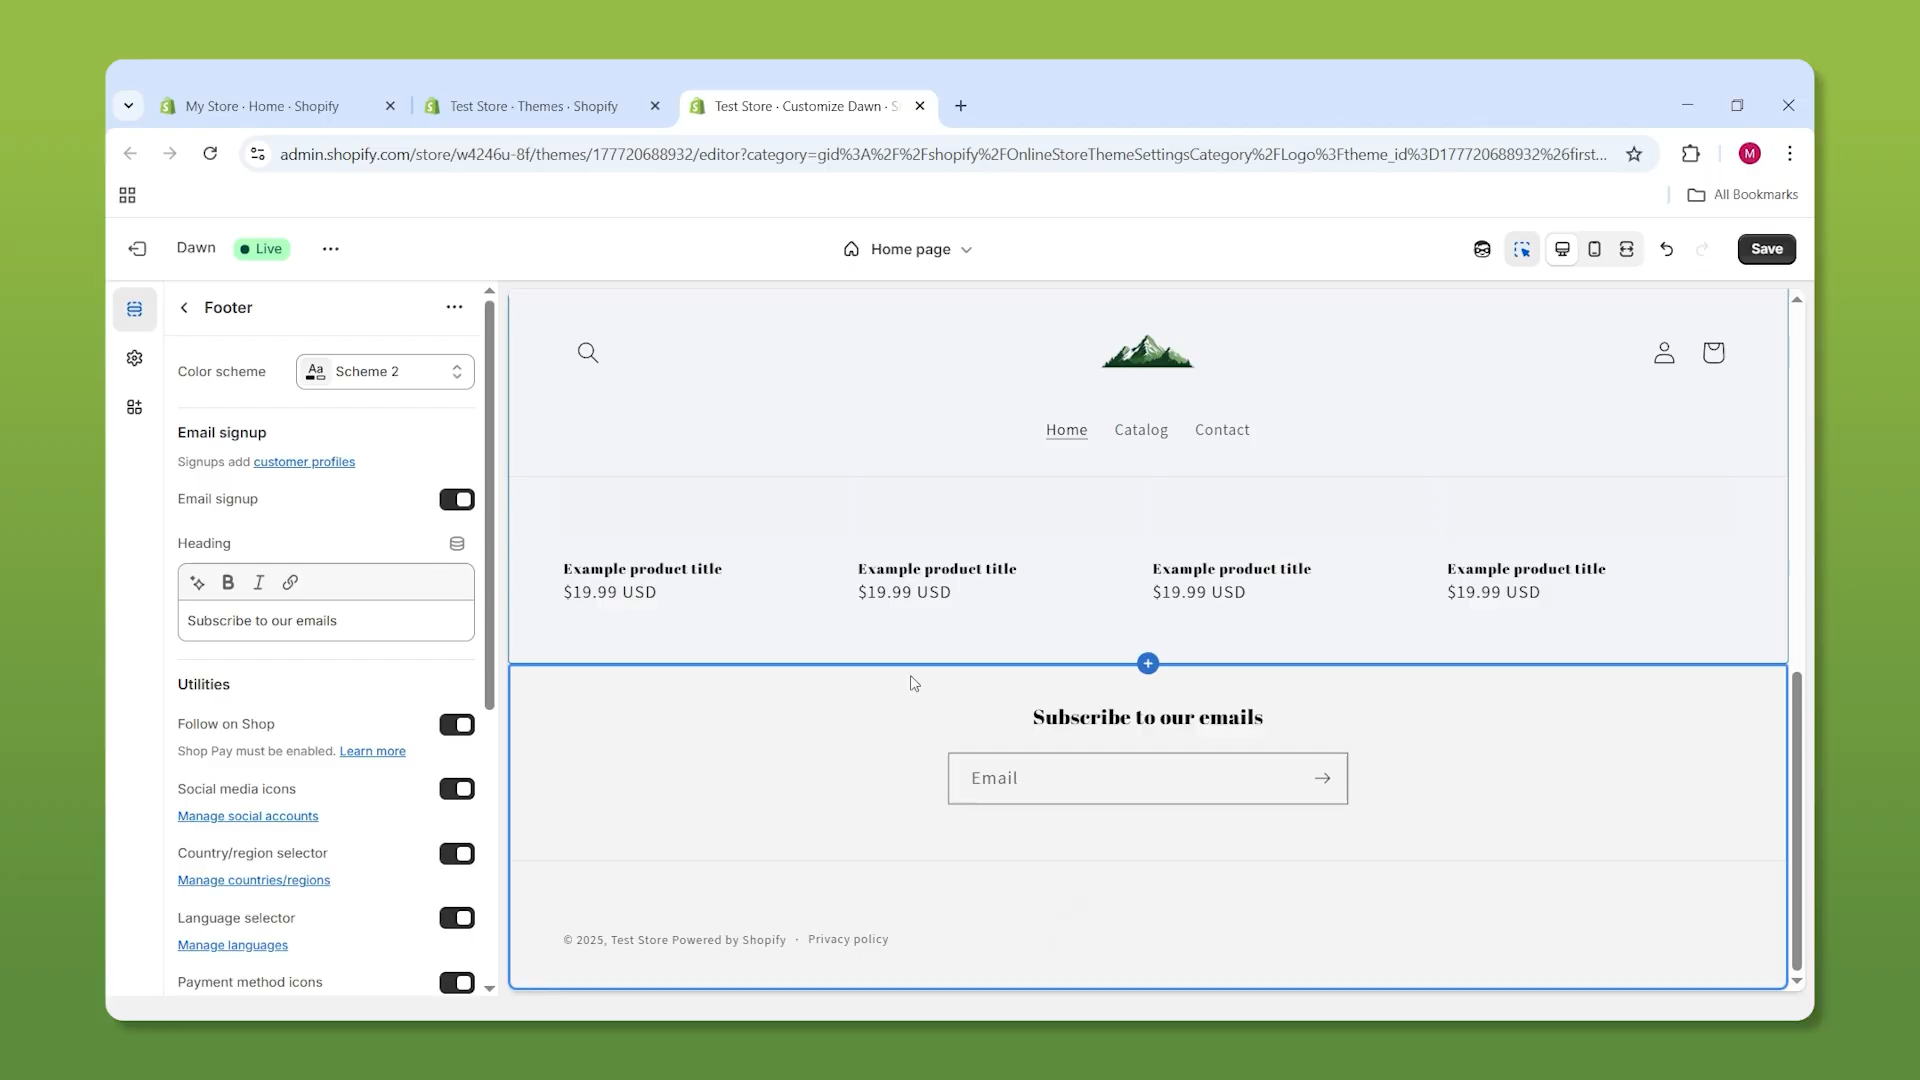 My Store · Home · Shopify
Test Store · Themes · Shopify
Test Store · Customize Dawn · S
admin.shopify.com/store/w4246u-8f/themes/177720688932/editor?category=gid%3A%2F%2Fshopify%2FOnlineStoreThemeSettingsCategory%2FLogo%3Ftheme_id%3D177720688932%26first...
M
All Bookmarks
Dawn
Live
Home page
Save
Footer
Color scheme
Aa
Scheme 2
Email signup
Signups add customer profiles
Email signup
Heading
B I
Subscribe to our emails
Utilities
Follow on Shop
Shop Pay must be enabled. Learn more
Social media icons
Manage social accounts
Country/region selector
Manage countries/regions
Language selector
Manage languages
Payment method icons
Home Catalog Contact
Example product title Example product title Example product title Example product title
$19.99 USD $19.99 USD $19.99 USD $19.99 USD
Subscribe to our emails
Email
© 2025, Test Store Powered by Shopify · Privacy policy